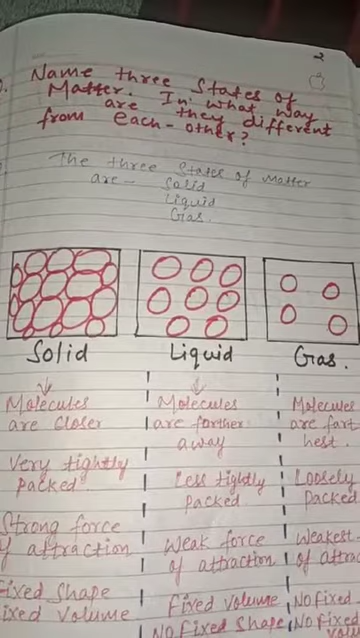 2
Name three States of
Matter. In what way
are they different
from each-other?
The three States of Matter
are — Solid
Liquid
Gas.
Solid
Liquid
Gas.
Molecules
are closer
Molecules
are farther
away
Molecules
are fart
hest.
Very tightly
packed
Less tightly
packed
Loosely
Packed
Strong force
attraction
Weak force
of attraction
Weakest
of attrac
Fixed Shape
Fixed Volume
Fixed Volume
No fixed Shape
No fixed
No fixed